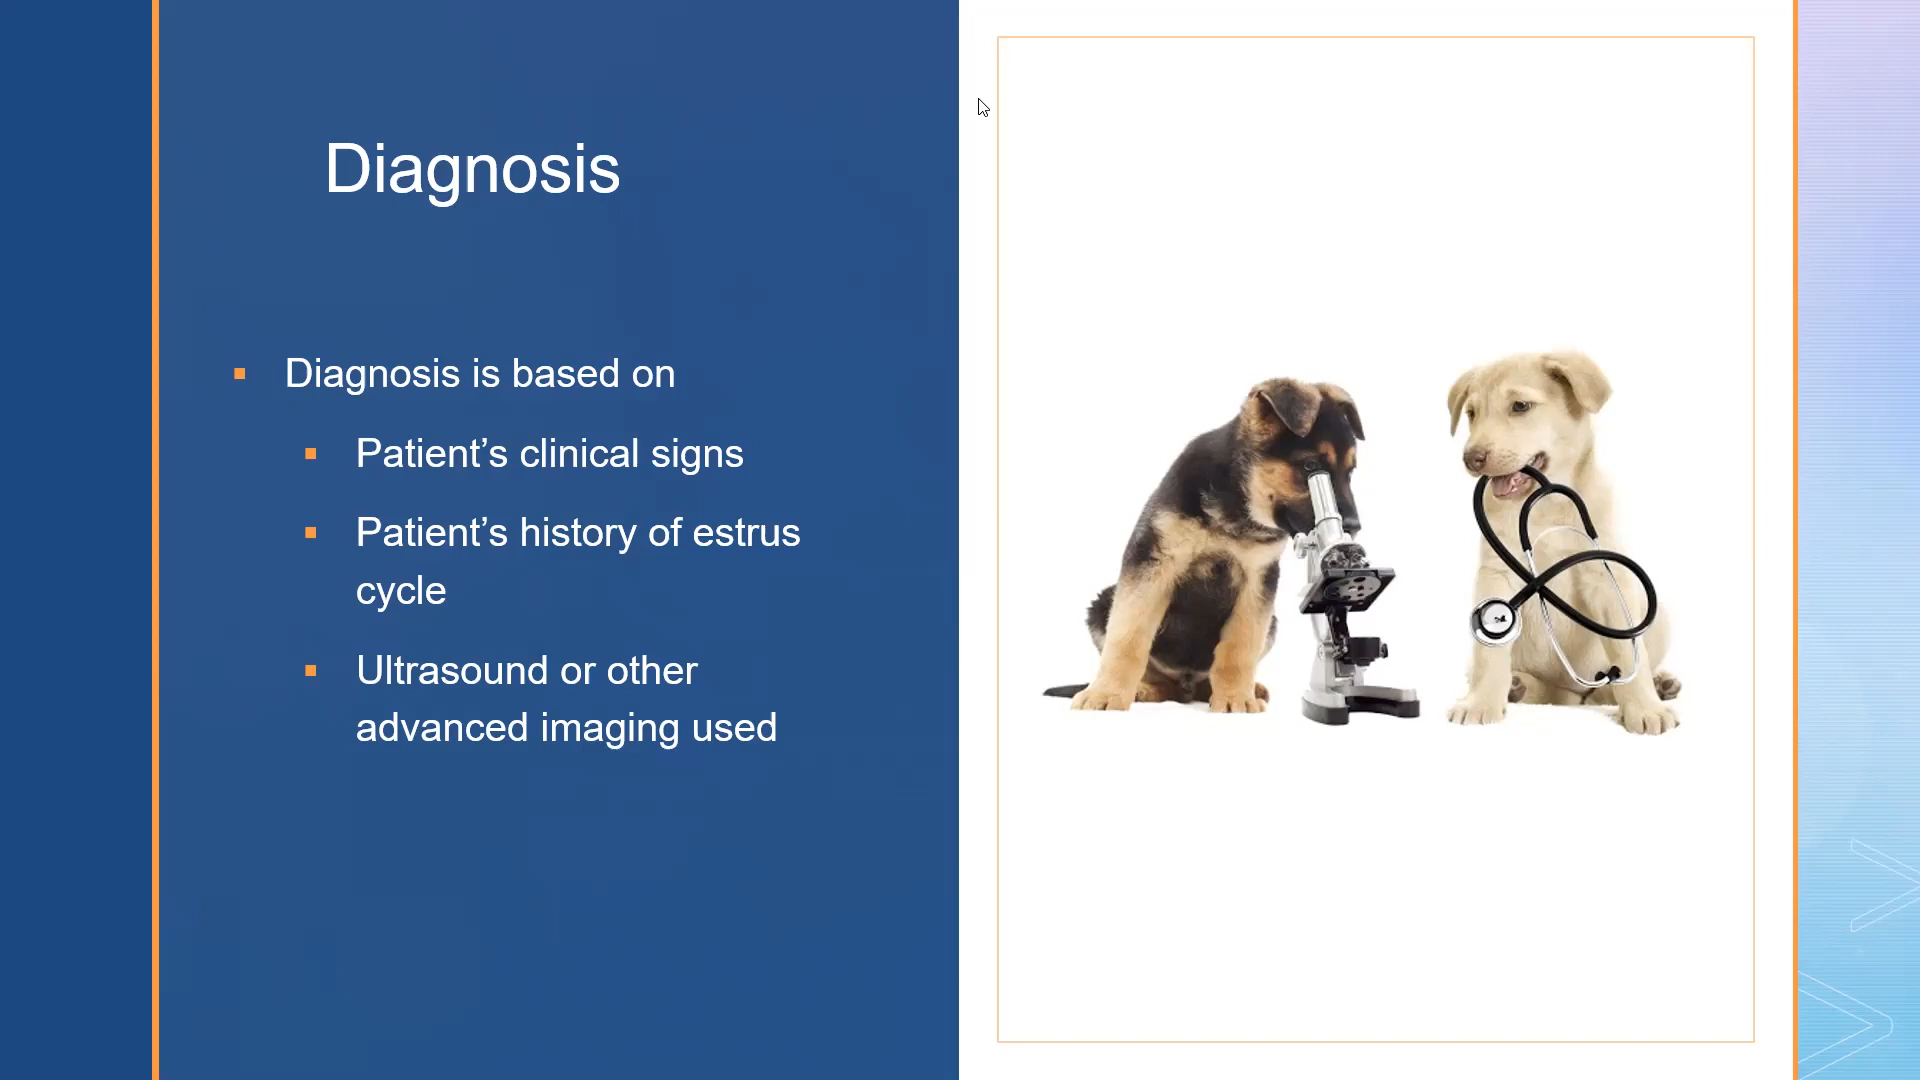 Diagnosis
Diagnosis is based on
Patient’s clinical signs
Patient’s history of estrus
cycle
Ultrasound or other
advanced imaging used